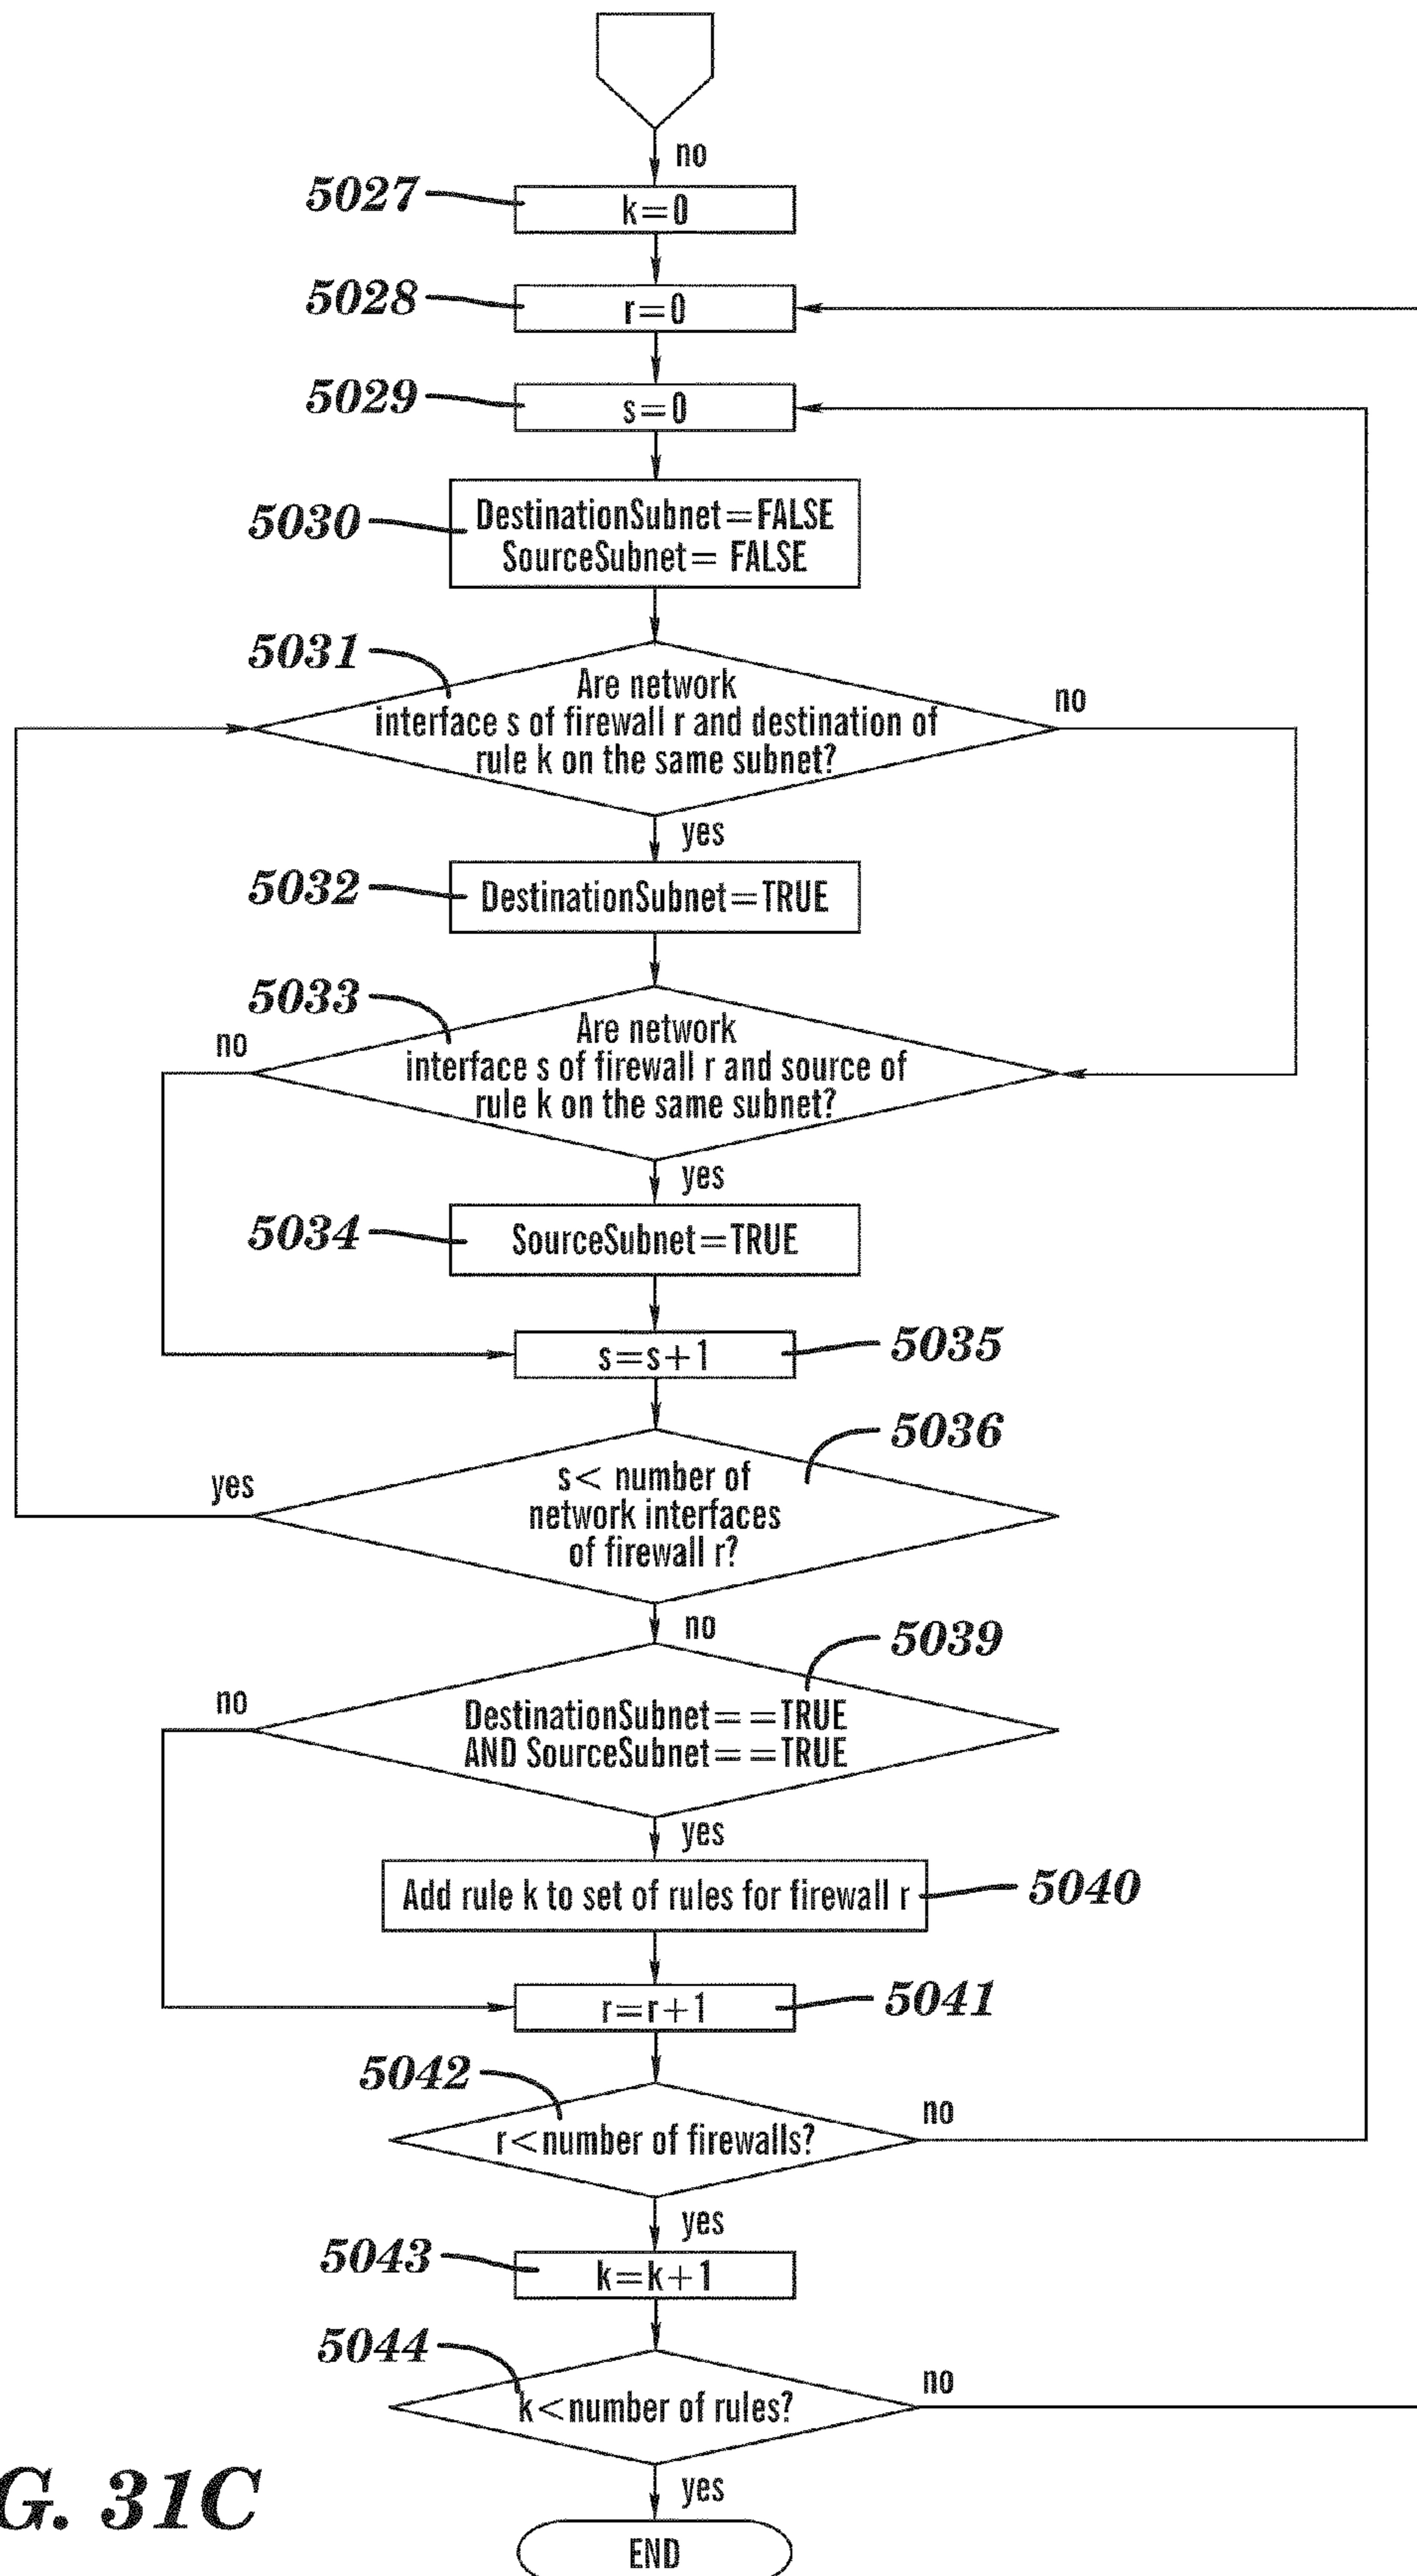 no
5027
k=0
5028
r=0
5029
s=0
5030
DestinationSubnet=FALSE
SourceSubnet= FALSE
5031
Are network
interface s of firewall r and destination of
rule k on the same subnet?
no
yes
5032
DestinationSubnet=TRUE
5033
Are network
interface s of firewall r and source of
rule k on the same subnet?
no
yes
5034
SourceSubnet=TRUE
s=s+1
5035
5036
s< number of
network interfaces
of firewall r?
yes
no
5039
DestinationSubnet==TRUE
AND SourceSubnet==TRUE
no
yes
Add rule k to set of rules for firewall r
5040
r=r+1
5041
5042
r<number of firewalls?
no
yes
5043
k=k+1
5044
k<number of rules?
no
yes
G. 31C
END